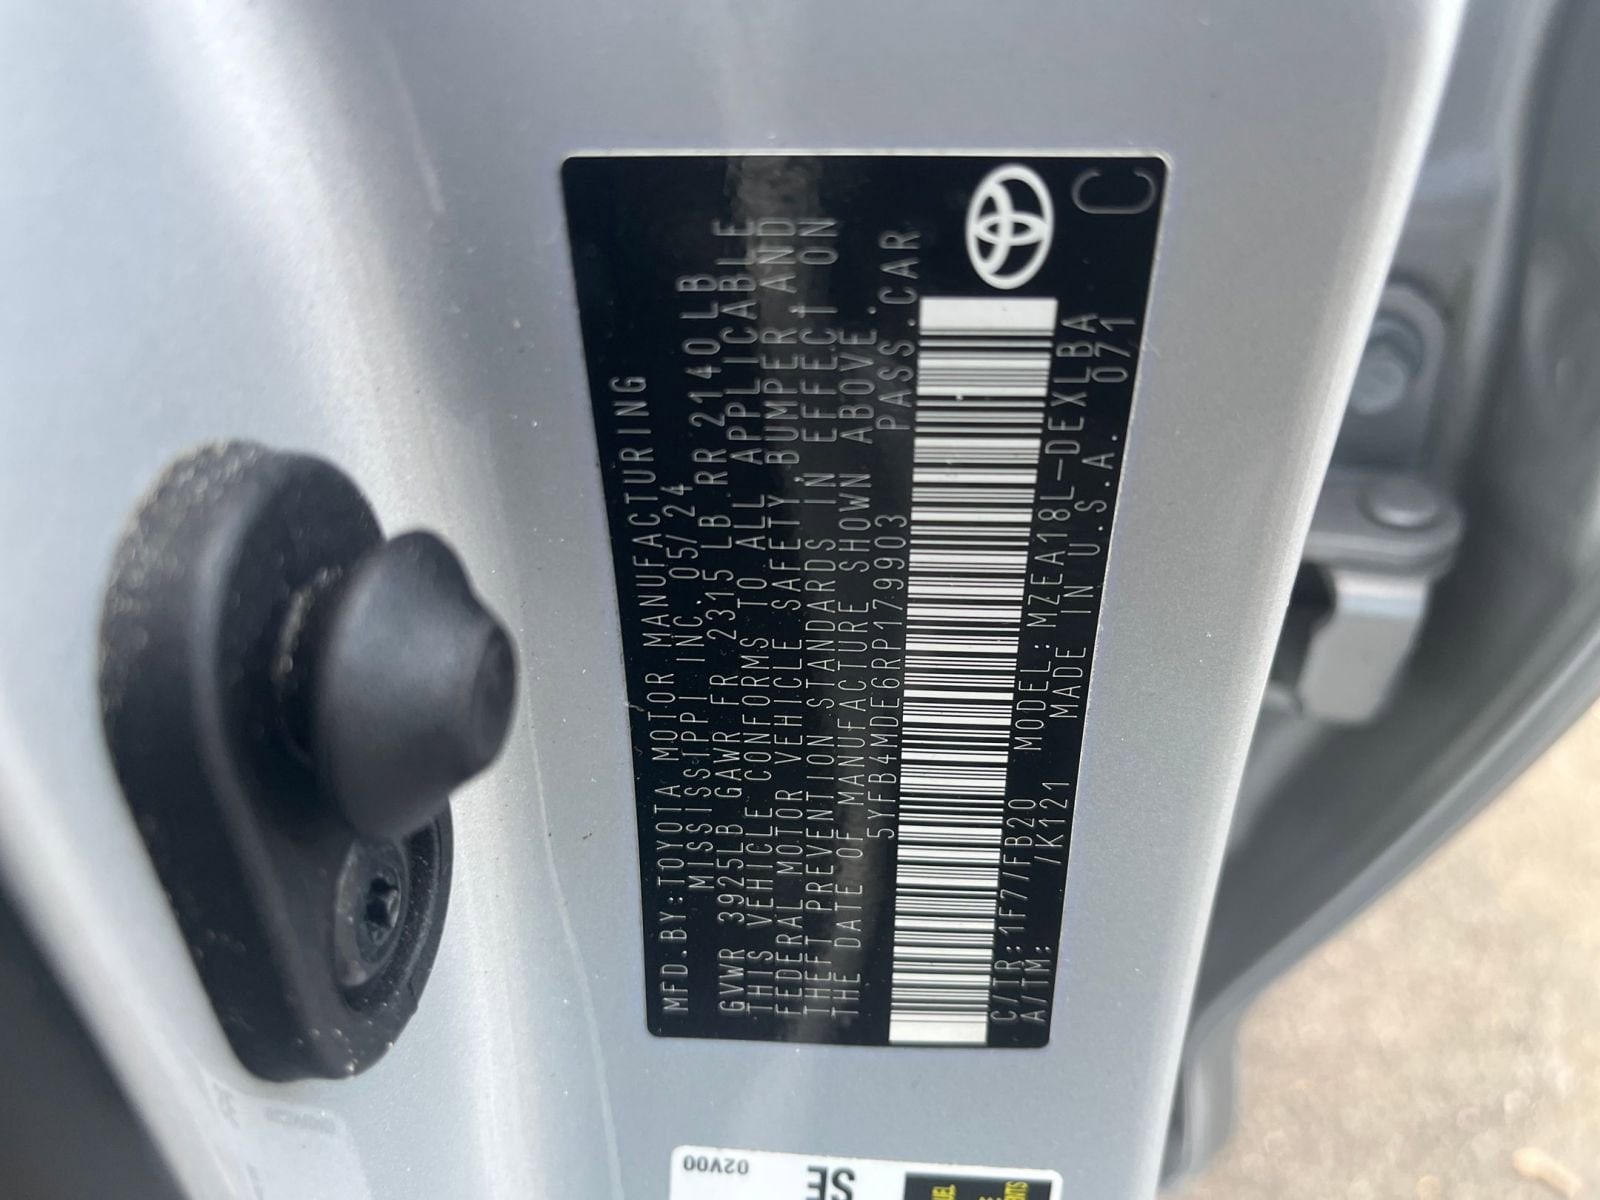 MFD.BY:TOYOTA MOTOR MANUFACTURING
MISSISSIPPI INC. 05/24
GVWR 3925LB GAWR FR 2315 LB RR 2140LB
THIS VEHICLE CONFORMS TO ALL APPLICABLE
FEDERAL MOTOR VEHICLE SAFETY, BUMPER, AND
THEFT PREVENTION STANDARDS IN EFFECT ON
THE DATE OF MANUFACTURE SHOWN ABOVE.
5YFB4MDE6RP179903 PASS.CAR
C/TR:1F7/FB20 MODEL:MZEA18L-DEXLBA
A/TM: /K121 MADE IN U.S.A. 071
C
02V00
SE